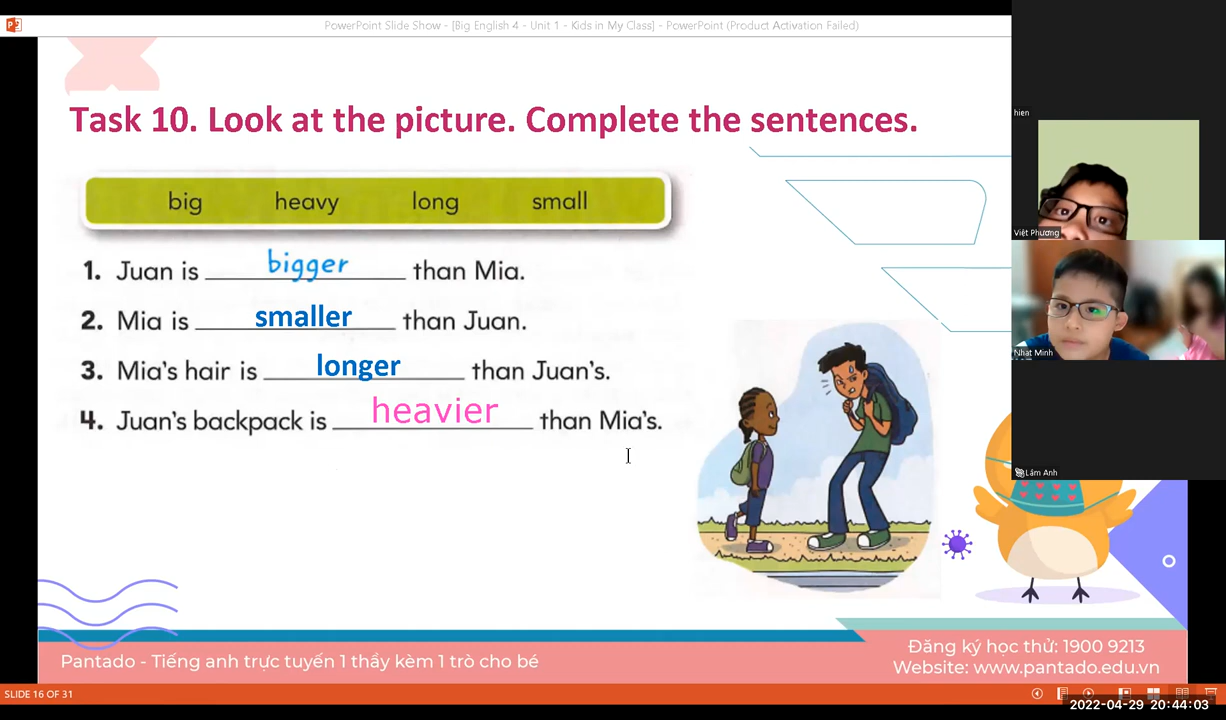 PowerPoint Slide Show - [Big English 4 - Unit 1 - Kids in My Class] - PowerPoint (Product Activation Failed)
Task 10. Look at the picture. Complete the sentences.
big heavy long small
1. Juan is bigger than Mia.
2. Mia is smaller than Juan.
3. Mia's hair is longer than Juan's.
4. Juan's backpack is heavier than Mia's.
hien
Việt Phương
Nhat Minh
Lâm Anh
Pantado - Tiếng anh trực tuyến 1 thầy kèm 1 trò cho bé
Đăng ký học thử: 1900 9213
Website: www.pantado.edu.vn
SLIDE 16 OF 31
2022-04-29 20:44:03